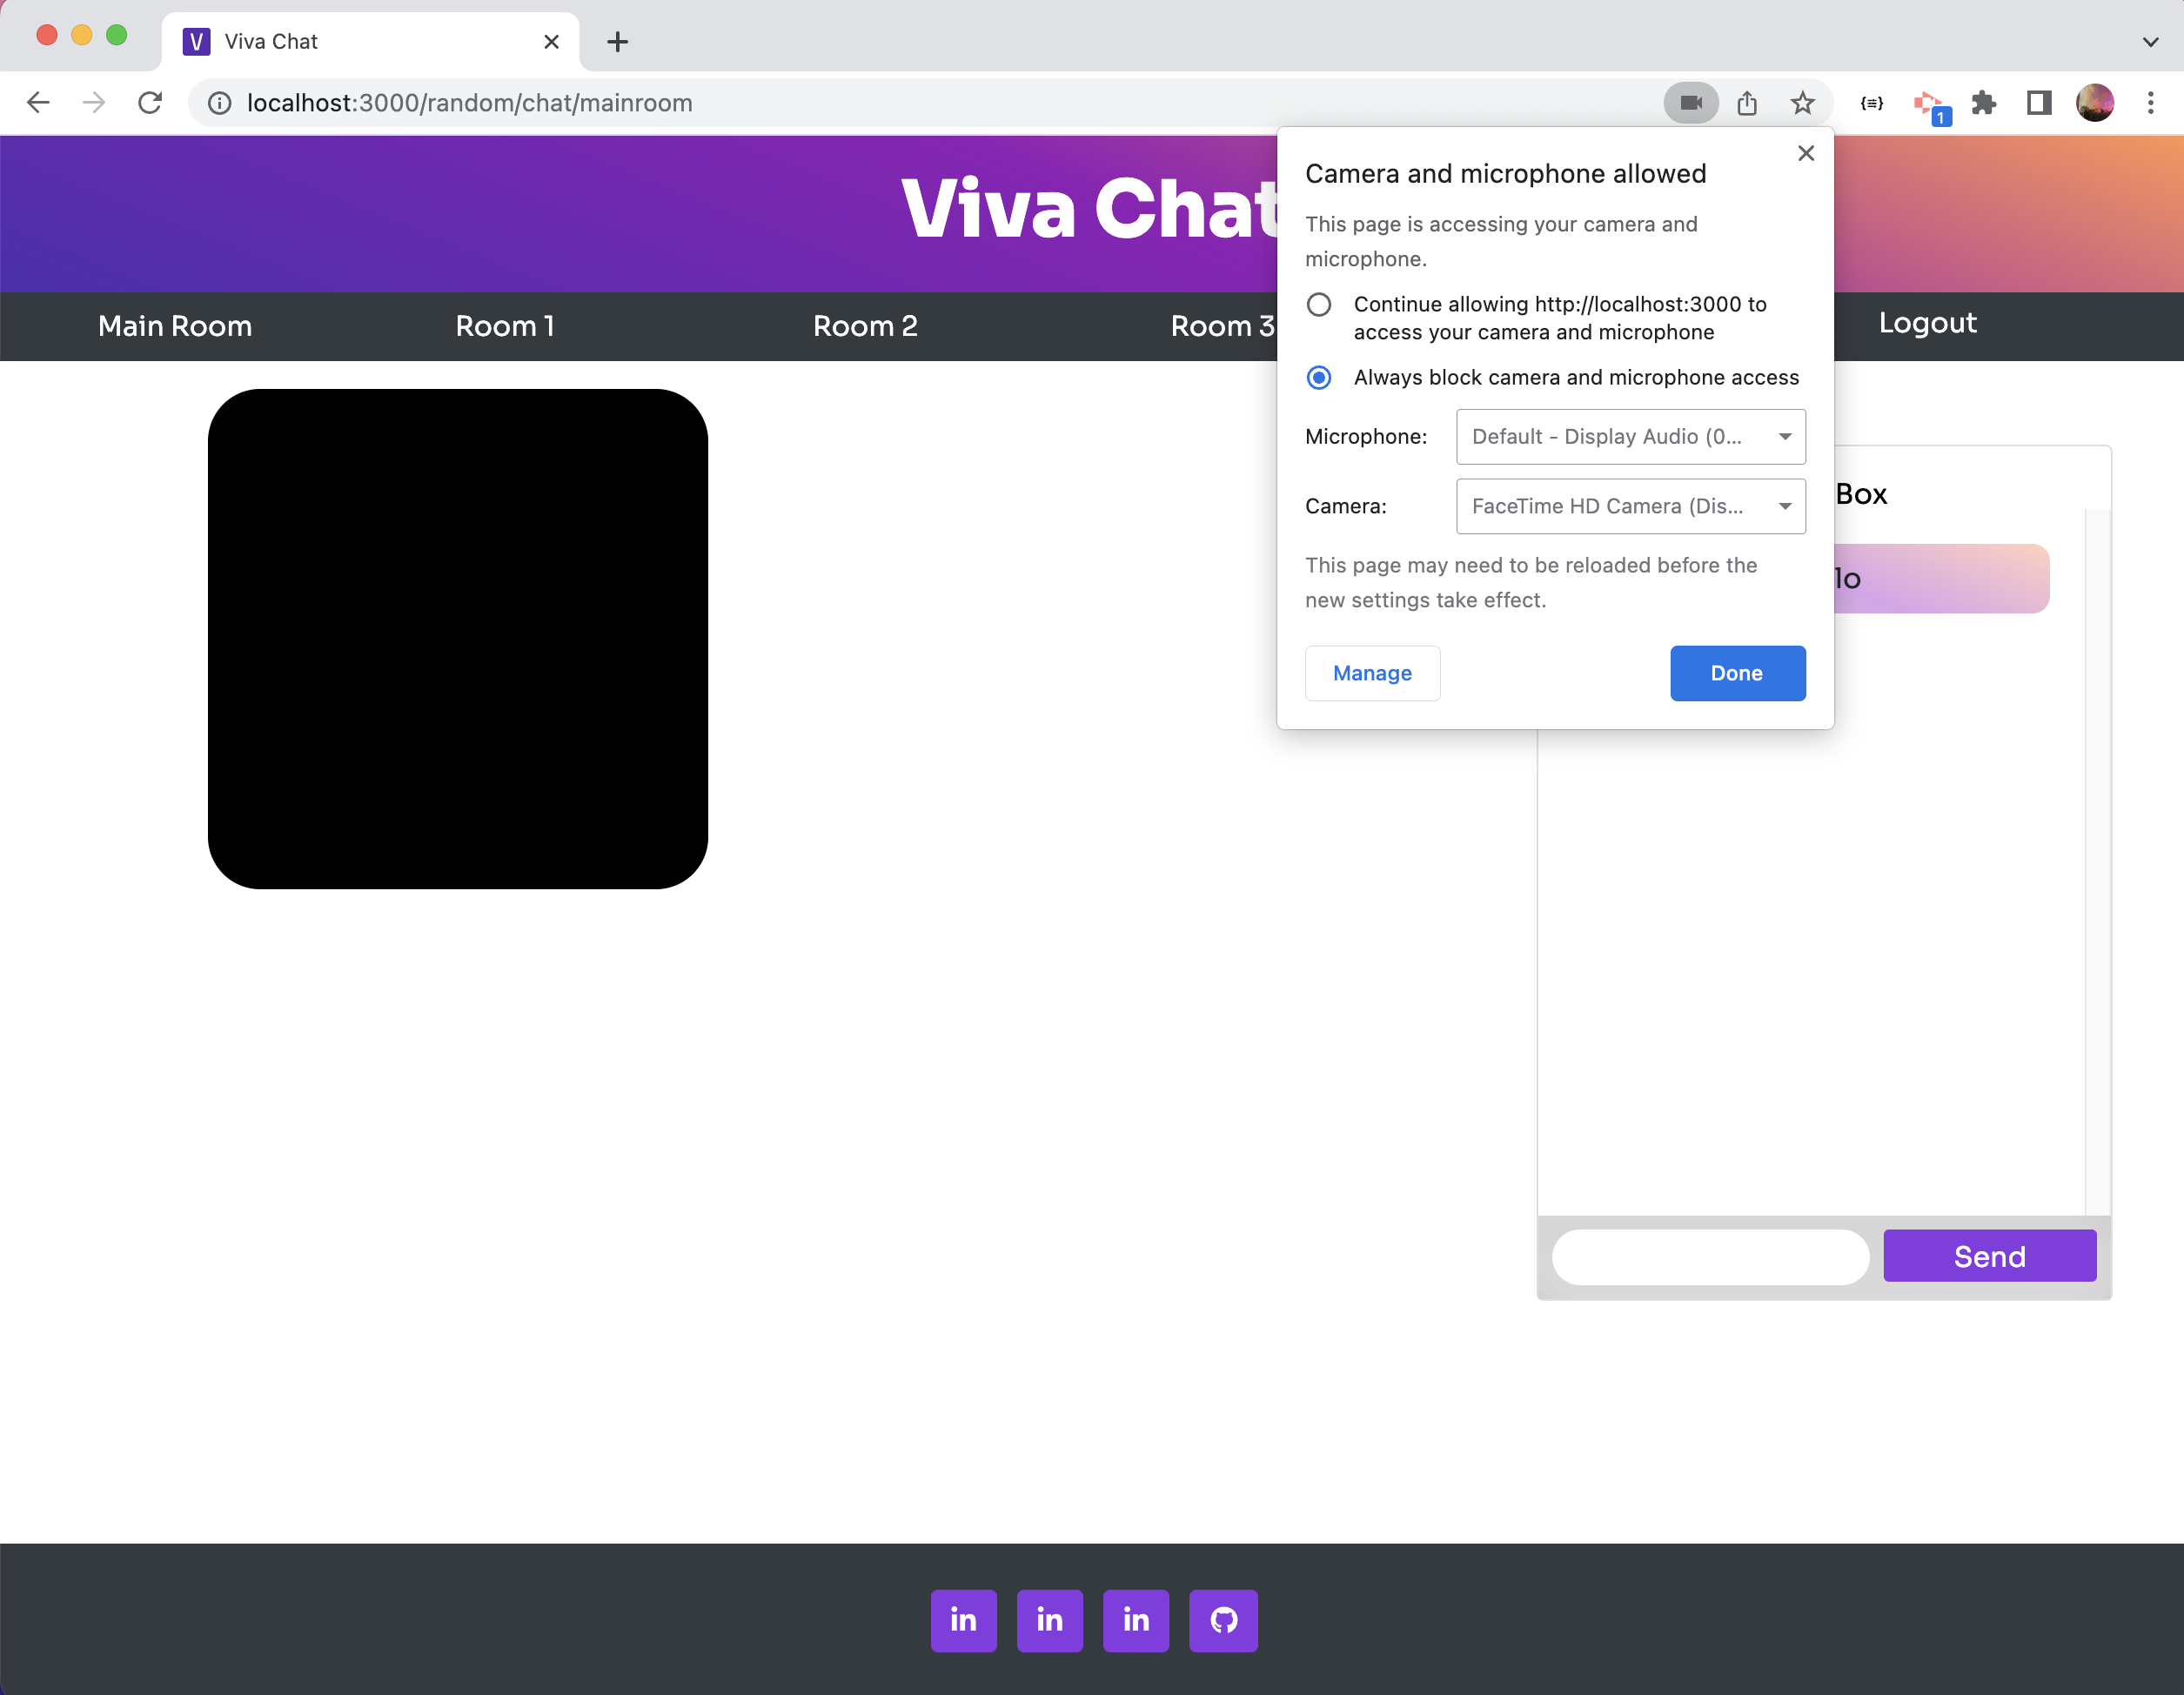 V Viva Chat
localhost:3000/random/chat/mainroom
1
Viva Chat
Main Room
Room 1
Room 2
Room 3
Logout
Camera and microphone allowed
This page is accessing your camera and
microphone.
Continue allowing http://localhost:3000 to
access your camera and microphone
Always block camera and microphone access
Microphone:
Default - Display Audio (0...
Camera:
FaceTime HD Camera (Dis...
This page may need to be reloaded before the
new settings take effect.
Manage
Done
Box
lo
Send
in
in
in